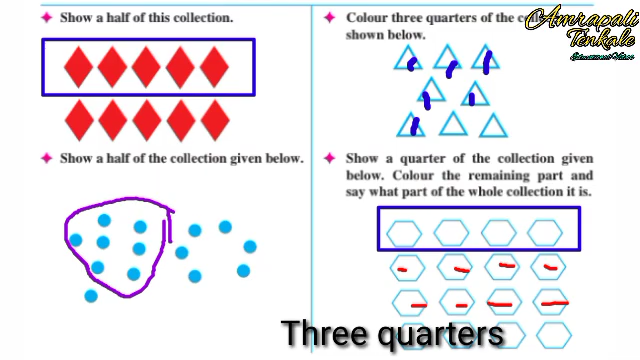 Show a half of this collection.
Show a half of the collection given below.
Colour three quarters of the
shown below.
Show a quarter of the collection given
below. Colour the remaining part and
say what part of the whole collection it is.
Three quarters
Amrapali
Tenkale